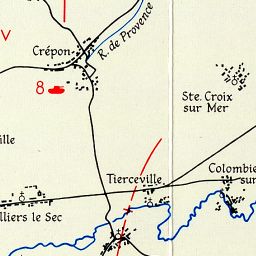 V
Crépon
R. de Provence
8
Ste. Croix
sur Mer
ille
Tierceville
Colombie
sur
lliers le Sec